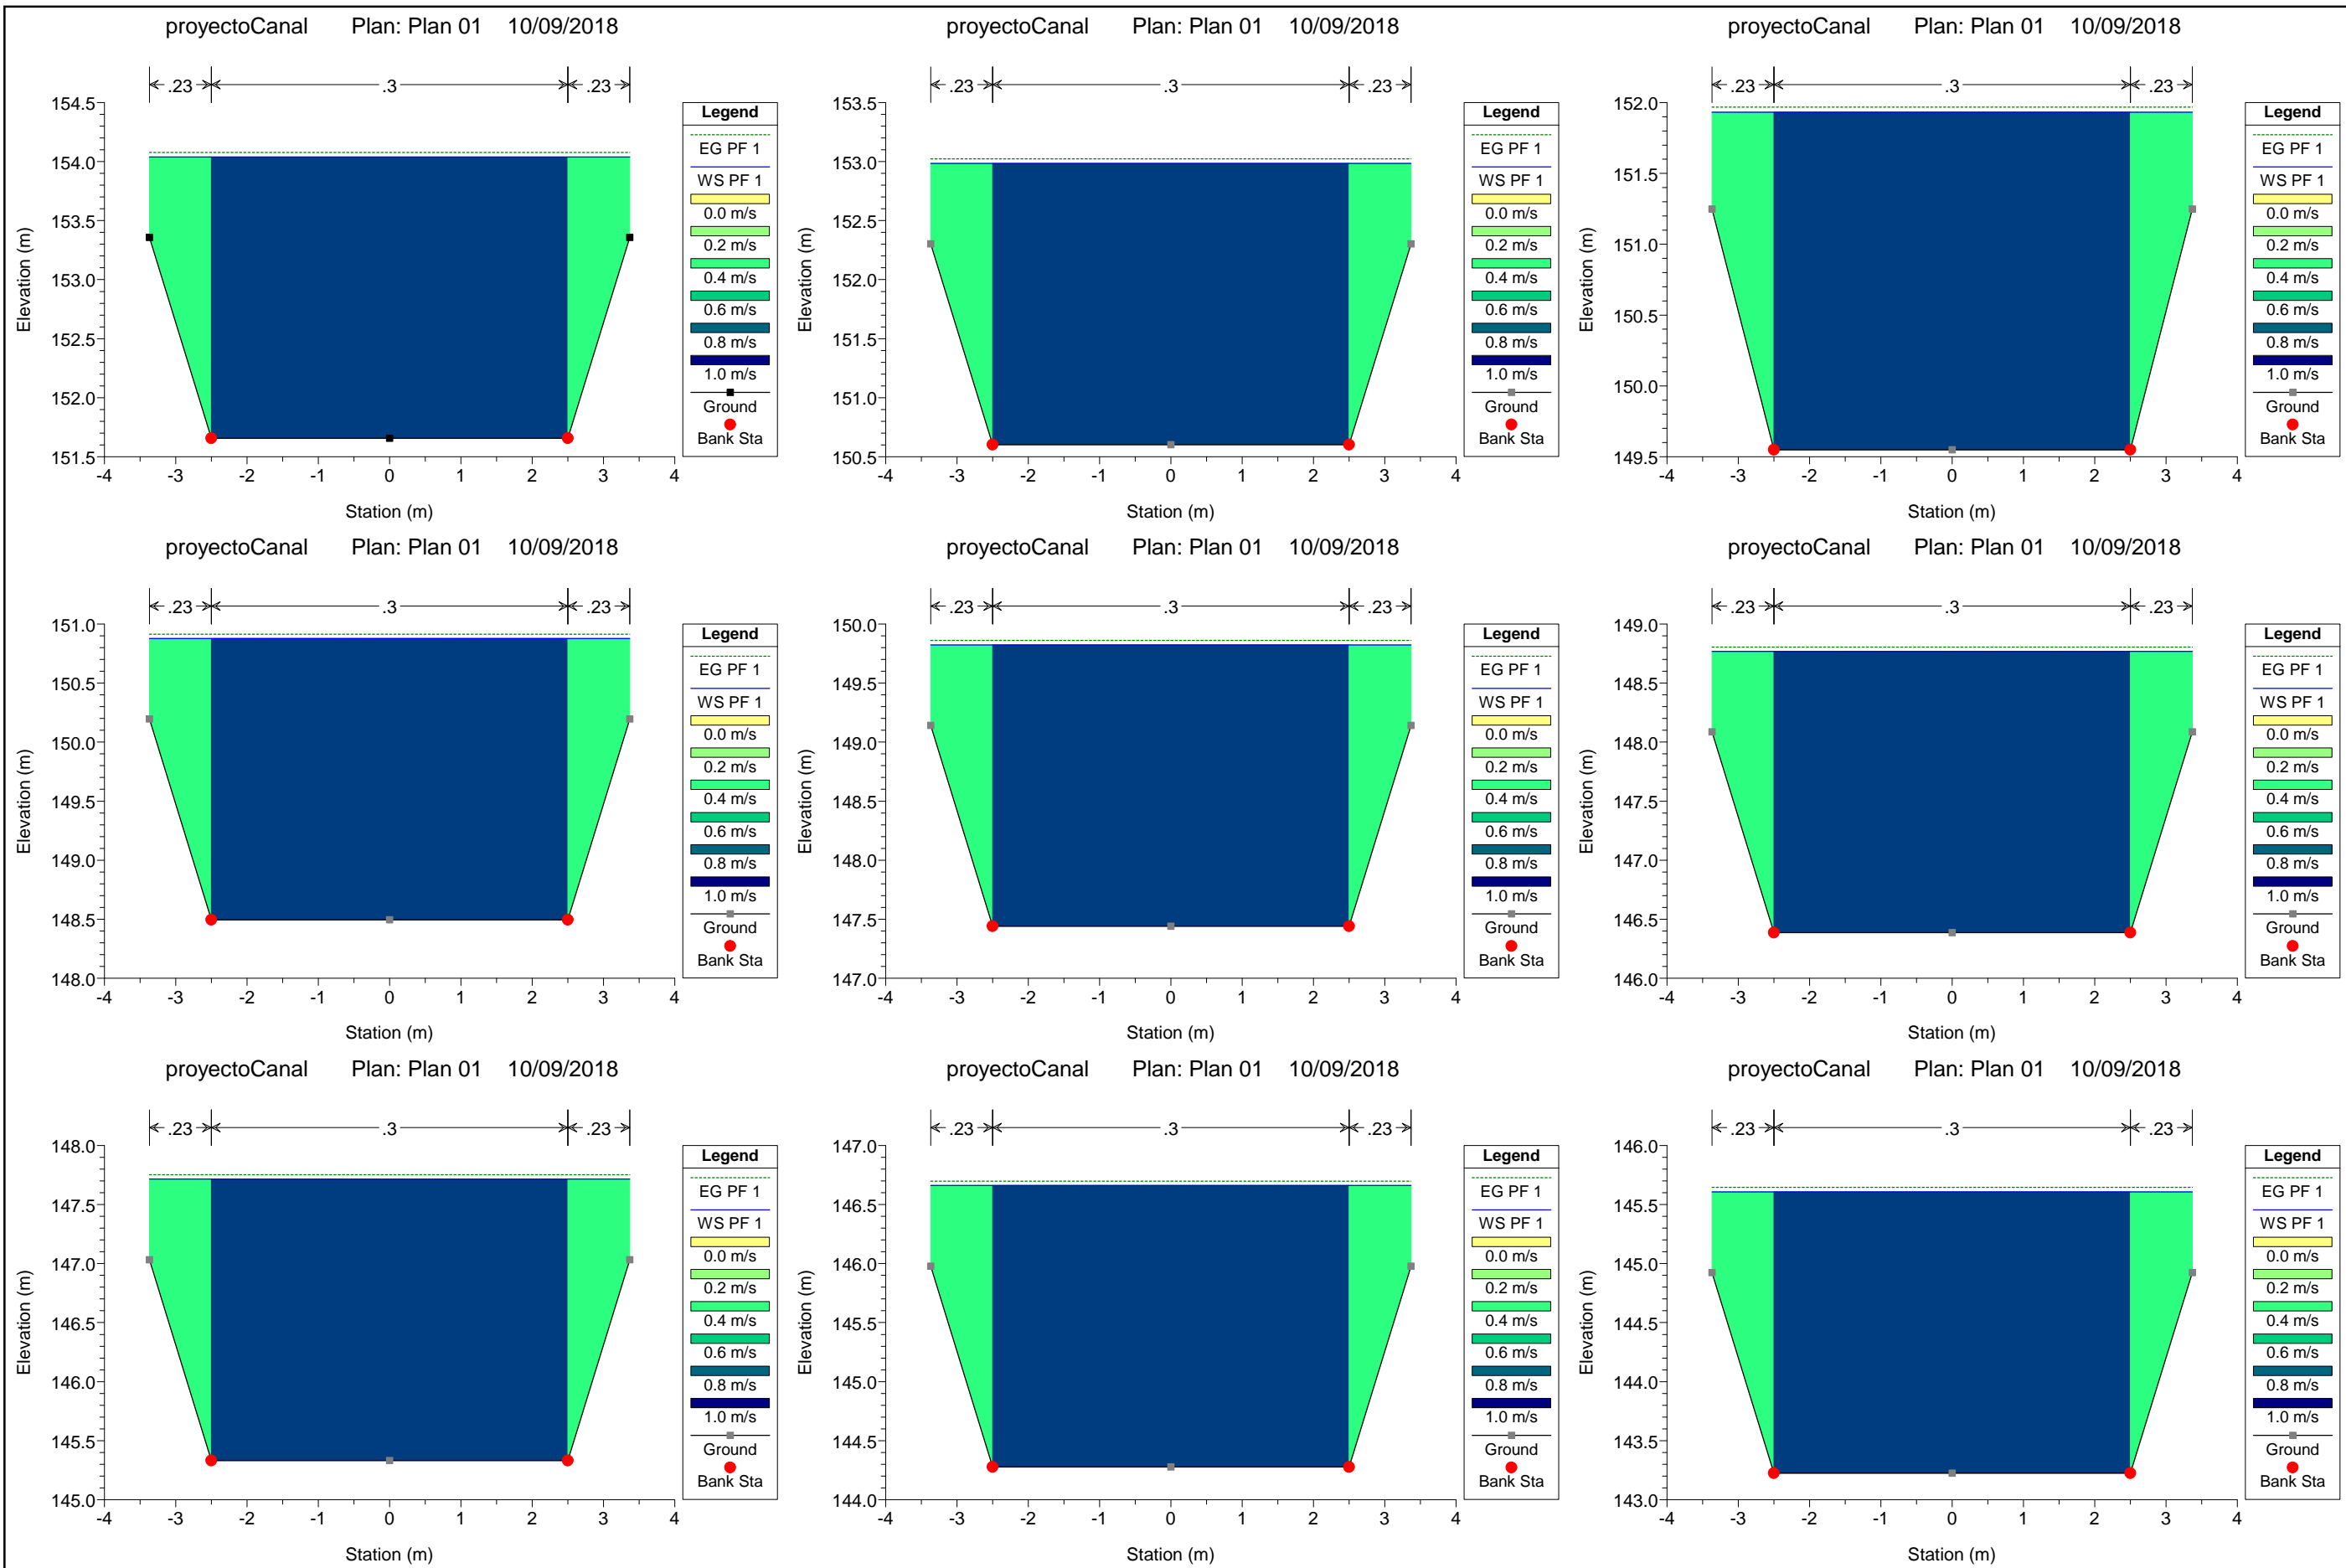 proyectoCanal Plan: Plan 01 10/09/2018
.23 .3 .23
154.5
154.0
153.5
153.0
152.5
152.0
151.5
Elevation (m)
-4 -3 -2 -1 0 1 2 3 4
Station (m)
Legend
EG PF 1
WS PF 1
0.0 m/s
0.2 m/s
0.4 m/s
0.6 m/s
0.8 m/s
1.0 m/s
Ground
Bank Sta
proyectoCanal Plan: Plan 01 10/09/2018
.23 .3 .23
153.5
153.0
152.5
152.0
151.5
151.0
150.5
Elevation (m)
-4 -3 -2 -1 0 1 2 3 4
Station (m)
Legend
EG PF 1
WS PF 1
0.0 m/s
0.2 m/s
0.4 m/s
0.6 m/s
0.8 m/s
1.0 m/s
Ground
Bank Sta
proyectoCanal Plan: Plan 01 10/09/2018
.23 .3 .23
152.0
151.5
151.0
150.5
150.0
149.5
Elevation (m)
-4 -3 -2 -1 0 1 2 3 4
Station (m)
Legend
EG PF 1
WS PF 1
0.0 m/s
0.2 m/s
0.4 m/s
0.6 m/s
0.8 m/s
1.0 m/s
Ground
Bank Sta
proyectoCanal Plan: Plan 01 10/09/2018
.23 .3 .23
151.0
150.5
150.0
149.5
149.0
148.5
148.0
Elevation (m)
-4 -3 -2 -1 0 1 2 3 4
Station (m)
Legend
EG PF 1
WS PF 1
0.0 m/s
0.2 m/s
0.4 m/s
0.6 m/s
0.8 m/s
1.0 m/s
Ground
Bank Sta
proyectoCanal Plan: Plan 01 10/09/2018
.23 .3 .23
150.0
149.5
149.0
148.5
148.0
147.5
147.0
Elevation (m)
-4 -3 -2 -1 0 1 2 3 4
Station (m)
Legend
EG PF 1
WS PF 1
0.0 m/s
0.2 m/s
0.4 m/s
0.6 m/s
0.8 m/s
1.0 m/s
Ground
Bank Sta
proyectoCanal Plan: Plan 01 10/09/2018
.23 .3 .23
149.0
148.5
148.0
147.5
147.0
146.5
146.0
Elevation (m)
-4 -3 -2 -1 0 1 2 3 4
Station (m)
Legend
EG PF 1
WS PF 1
0.0 m/s
0.2 m/s
0.4 m/s
0.6 m/s
0.8 m/s
1.0 m/s
Ground
Bank Sta
proyectoCanal Plan: Plan 01 10/09/2018
.23 .3 .23
148.0
147.5
147.0
146.5
146.0
145.5
145.0
Elevation (m)
-4 -3 -2 -1 0 1 2 3 4
Station (m)
Legend
EG PF 1
WS PF 1
0.0 m/s
0.2 m/s
0.4 m/s
0.6 m/s
0.8 m/s
1.0 m/s
Ground
Bank Sta
proyectoCanal Plan: Plan 01 10/09/2018
.23 .3 .23
147.0
146.5
146.0
145.5
145.0
144.5
144.0
Elevation (m)
-4 -3 -2 -1 0 1 2 3 4
Station (m)
Legend
EG PF 1
WS PF 1
0.0 m/s
0.2 m/s
0.4 m/s
0.6 m/s
0.8 m/s
1.0 m/s
Ground
Bank Sta
proyectoCanal Plan: Plan 01 10/09/2018
.23 .3 .23
146.0
145.5
145.0
144.5
144.0
143.5
143.0
Elevation (m)
-4 -3 -2 -1 0 1 2 3 4
Station (m)
Legend
EG PF 1
WS PF 1
0.0 m/s
0.2 m/s
0.4 m/s
0.6 m/s
0.8 m/s
1.0 m/s
Ground
Bank Sta